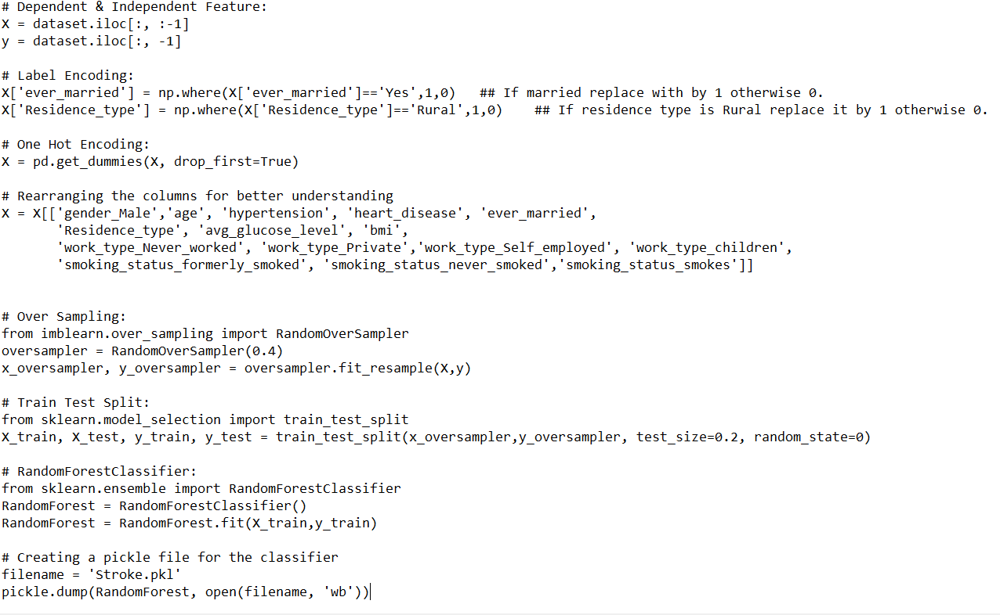 # Dependent & Independent Feature:
X = dataset.iloc[:, :-1]
y = dataset.iloc[:, -1]
# Label Encoding:
X['ever_married'] = np.where(X['ever_married']=='Yes',1,0)   ## If married replace with by 1 otherwise 0.
X['Residence_type'] = np.where(X['Residence_type']=='Rural',1,0)    ## If residence type is Rural replace it by 1 otherwise 0.
# One Hot Encoding:
X = pd.get_dummies(X, drop_first=True)
# Rearranging the columns for better understanding
X = X[['gender_Male','age', 'hypertension', 'heart_disease', 'ever_married',
       'Residence_type', 'avg_glucose_level', 'bmi',
       'work_type_Never_worked', 'work_type_Private','work_type_Self_employed', 'work_type_children',
       'smoking_status_formerly_smoked', 'smoking_status_never_smoked','smoking_status_smokes']]
# Over Sampling:
from imblearn.over_sampling import RandomOverSampler
oversampler = RandomOverSampler(0.4)
x_oversampler, y_oversampler = oversampler.fit_resample(X,y)
# Train Test Split:
from sklearn.model_selection import train_test_split
X_train, X_test, y_train, y_test = train_test_split(x_oversampler,y_oversampler, test_size=0.2, random_state=0)
# RandomForestClassifier:
from sklearn.ensemble import RandomForestClassifier
RandomForest = RandomForestClassifier()
RandomForest = RandomForest.fit(X_train,y_train)
# Creating a pickle file for the classifier
filename = 'Stroke.pkl'
pickle.dump(RandomForest, open(filename, 'wb'))